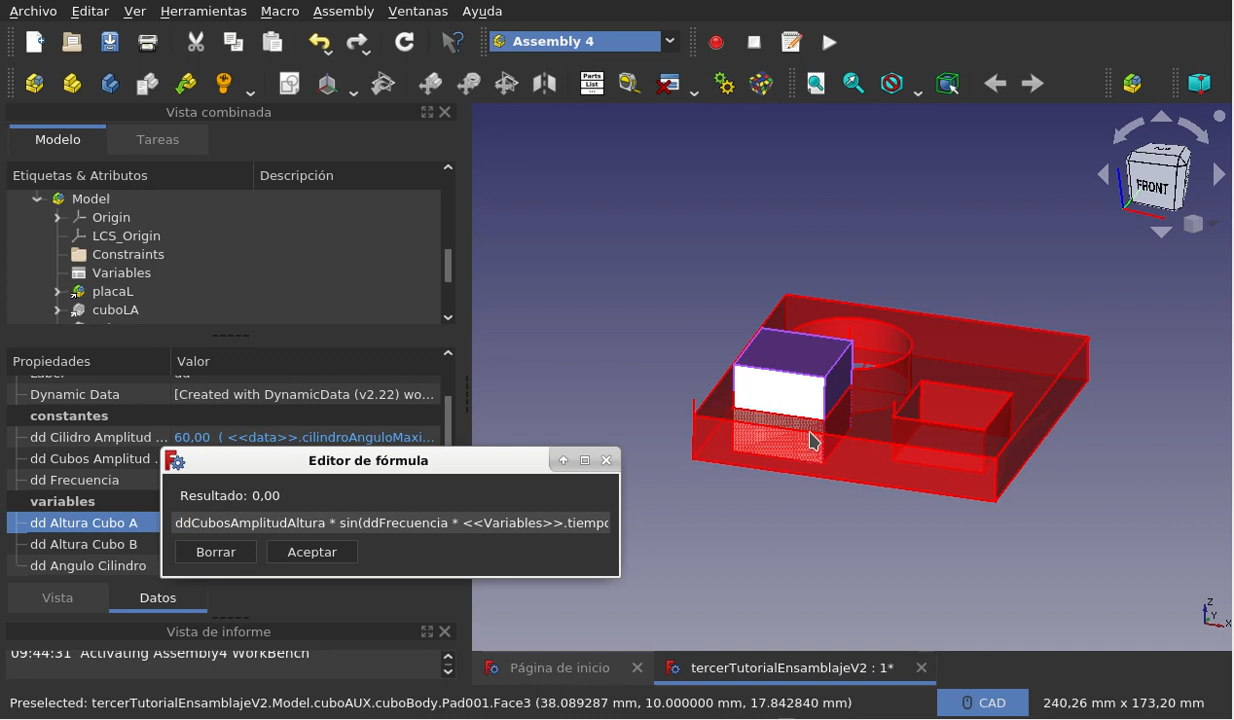 Archivo Editar Ver Herramientas Macro Assembly Ventanas Ayuda
Assembly 4
Parts List
Vista combinada
Modelo Tareas
Etiquetas & Atributos Descripción
Model
Origin
LCS_Origin
Constraints
Variables
placaL
cuboLA
FRONT
Propiedades Valor
Dynamic Data [Created with DynamicData (v2.22) wo...
constantes
dd Cilidro Amplitud ... 60,00 ( <<data>>.cilindroAnguloMaxi...
dd Cubos Amplitud .
dd Frecuencia
variables
dd Altura Cubo A
dd Altura Cubo B
dd Angulo Cilindro
Editor de fórmula
Resultado: 0,00
ddCubosAmplitudAltura * sin(ddFrecuencia * <<Variables>>.tiempo
Borrar Aceptar
Vista Datos
Vista de informe
09:44:31 Activating Assembly4 WorkBench
Z
Y
X
Página de inicio tercerTutorialEnsamblajeV2 : 1*
Preselected: tercerTutorialEnsamblajeV2.Model.cuboAUX.cuboBody.Pad001.Face3 (38.089287 mm, 10.000000 mm, 17.842840 mm) CAD 240,26 mm x 173,20 mm